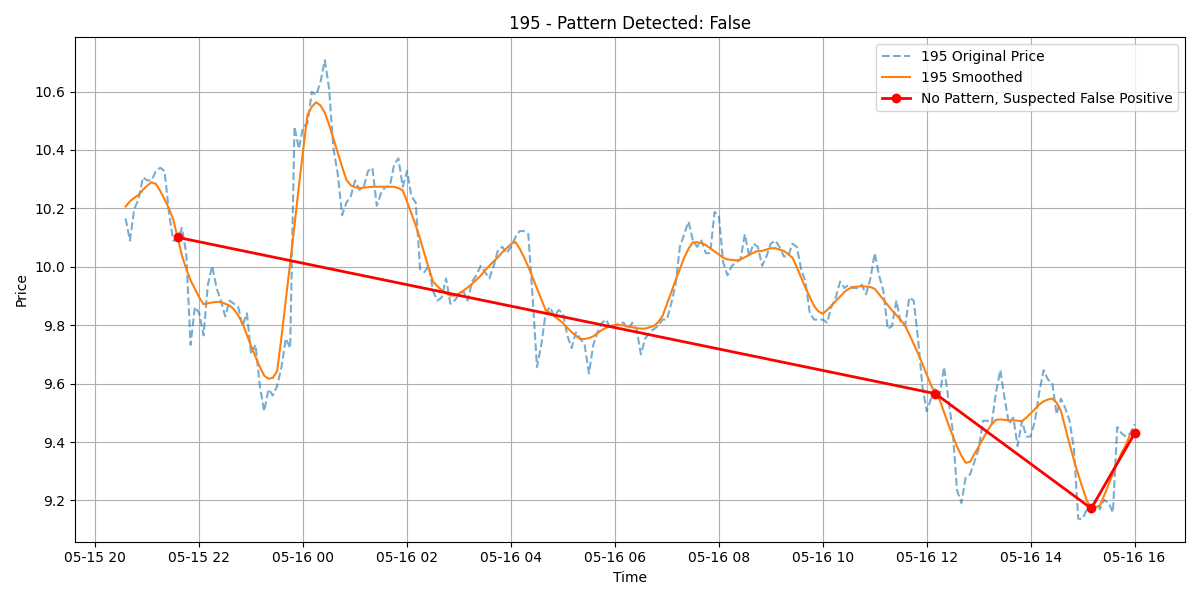 195 - Pattern Detected: False
195 Original Price
195 Smoothed
No Pattern, Suspected False Positive
Price
10.6
10.4
10.2
10.0
9.8
9.6
9.4
9.2
05-15 20 05-15 22 05-16 00 05-16 02 05-16 04 05-16 06 05-16 08 05-16 10 05-16 12 05-16 14 05-16 16
Time